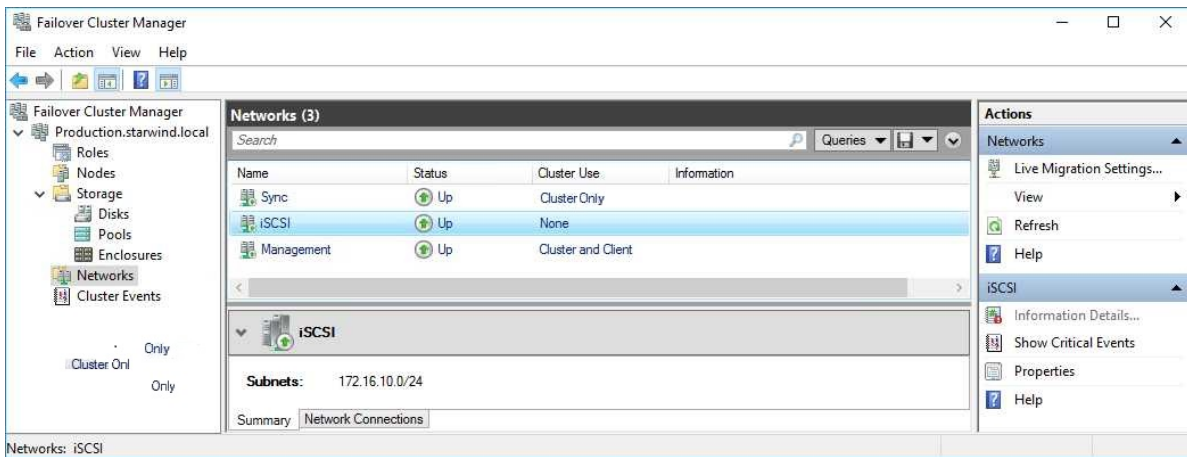 Failover Cluster Manager
File Action View Help
Failover Cluster Manager
Production.starwind.local
Roles
Nodes
Storage
Disks
Pools
Enclosures
Networks
Cluster Events
Only
Cluster Onl
Only
Networks (3)
Search
Queries
Name Status Cluster Use Information
Sync Up Cluster Only
iSCSI Up None
Management Up Cluster and Client
iSCSI
Subnets: 172.16.10.0/24
Summary Network Connections
Actions
Networks
Live Migration Settings...
View
Refresh
Help
iSCSI
Information Details...
Show Critical Events
Properties
Help
Networks: iSCSI